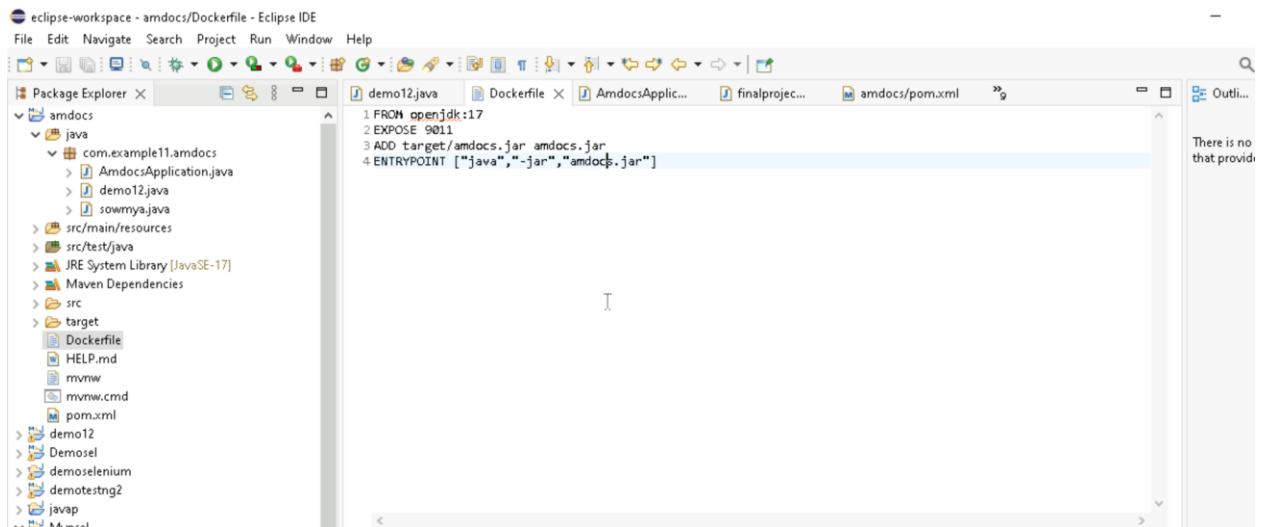 eclipse-workspace - amdocs/Dockerfile - Eclipse IDE
File Edit Navigate Search Project Run Window Help
Package Explorer
demo12.java Dockerfile AmdocsApplic... finalprojec... amdocs/pom.xml »9
Outli...
amdocs
java
com.example11.amdocs
AmdocsApplication.java
demo12.java
sowmya.java
src/main/resources
src/test/java
JRE System Library [JavaSE-17]
Maven Dependencies
src
target
Dockerfile
HELP.md
mvnw
mvnw.cmd
pom.xml
demo12
Demosel
demoselenium
demotestng2
javap
1 FROM openjdk:17
2 EXPOSE 9011
3 ADD target/amdocs.jar amdocs.jar
4 ENTRYPOINT ["java","-jar","amdocs.jar"]
There is no
that provide